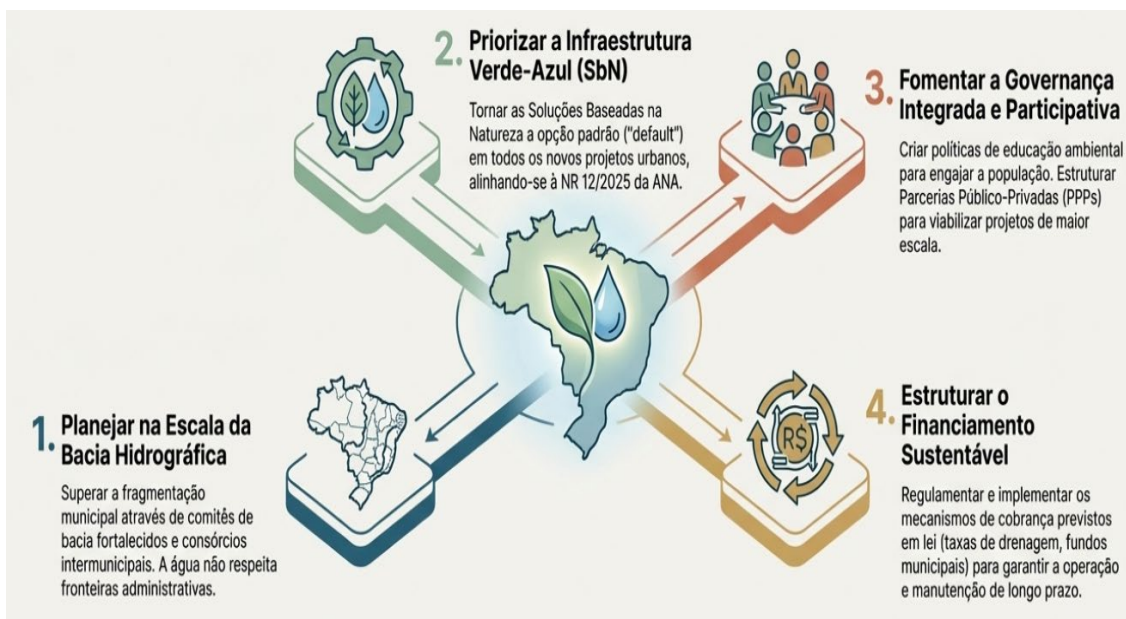 1. Planejar na Escala da
Bacia Hidrográfica
Superar a fragmentação
municipal através de comitês de
bacia fortalecidos e consórcios
intermunicipais. A água não respeita
fronteiras administrativas.
2. Priorizar a Infraestrutura
Verde-Azul (SbN)
Tornar as Soluções Baseadas na
Natureza a opção padrão ("default")
em todos os novos projetos urbanos,
alinhando-se à NR 12/2025 da ANA.
3. Fomentar a Governança
Integrada e Participativa
Criar políticas de educação ambiental
para engajar a população. Estruturar
Parcerias Público-Privadas (PPPs)
para viabilizar projetos de maior
escala.
4. Estruturar o
Financiamento
Sustentável
Regulamentar e implementar os
mecanismos de cobrança previstos
em lei (taxas de drenagem, fundos
municipais) para garantir a operação
e manutenção de longo prazo.
R$